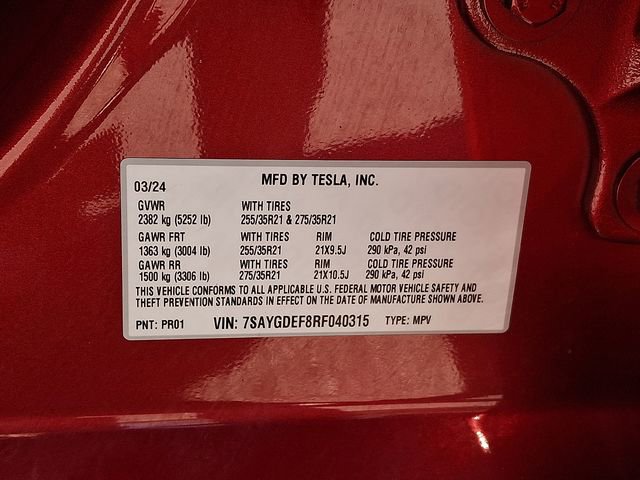 MFD BY TESLA, INC.
03/24
GVWR WITH TIRES
2382 kg (5252 lb) 255/35R21 & 275/35R21
GAWR FRT WITH TIRES RIM COLD TIRE PRESSURE
1363 kg (3004 lb) 255/35R21 21X9.5J 290 kPa, 42 psi
GAWR RR WITH TIRES RIM COLD TIRE PRESSURE
1500 kg (3306 lb) 275/35R21 21X10.5J 290 kPa, 42 psi
THIS VEHICLE CONFORMS TO ALL APPLICABLE U.S. FEDERAL MOTOR VEHICLE SAFETY AND
THEFT PREVENTION STANDARDS IN EFFECT ON THE DATE OF MANUFACTURE SHOWN ABOVE.
PNT: PR01 VIN: 7SAYGDEF8RF040315 TYPE: MPV